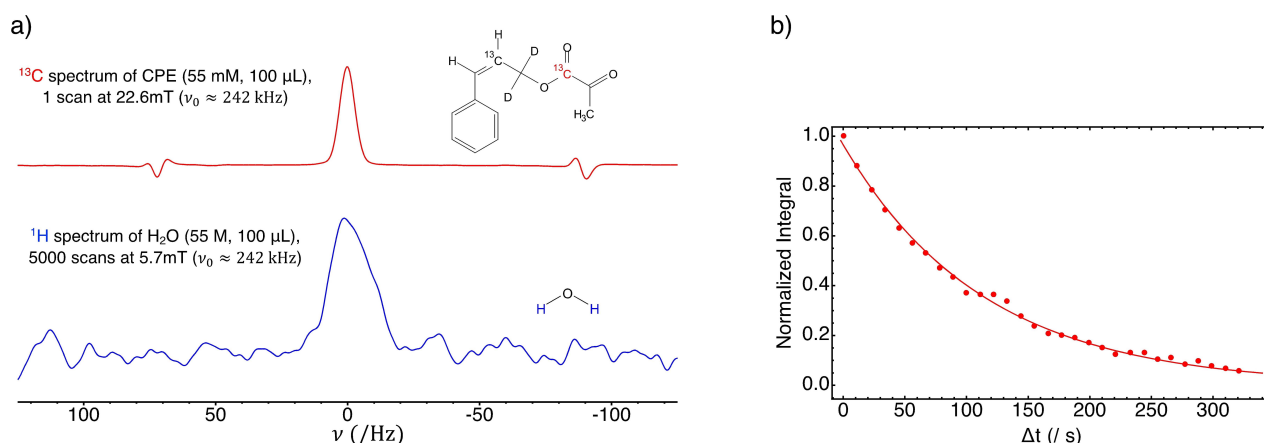 a)
¹³C spectrum of CPE (55 mM, 100 µL),
1 scan at 22.6mT (ν₀ ≈ 242 kHz)
H
H
¹³C
D
D
O
O
¹³C
O
H₃C
¹H spectrum of H₂O (55 M, 100 µL),
5000 scans at 5.7mT (ν₀ ≈ 242 kHz)
O
H H
100 50 0 -50 -100
ν (/Hz)
b)
Normalized Integral
1.0
0.8
0.6
0.4
0.2
0.0
0 50 100 150 200 250 300
Δt (/ s)